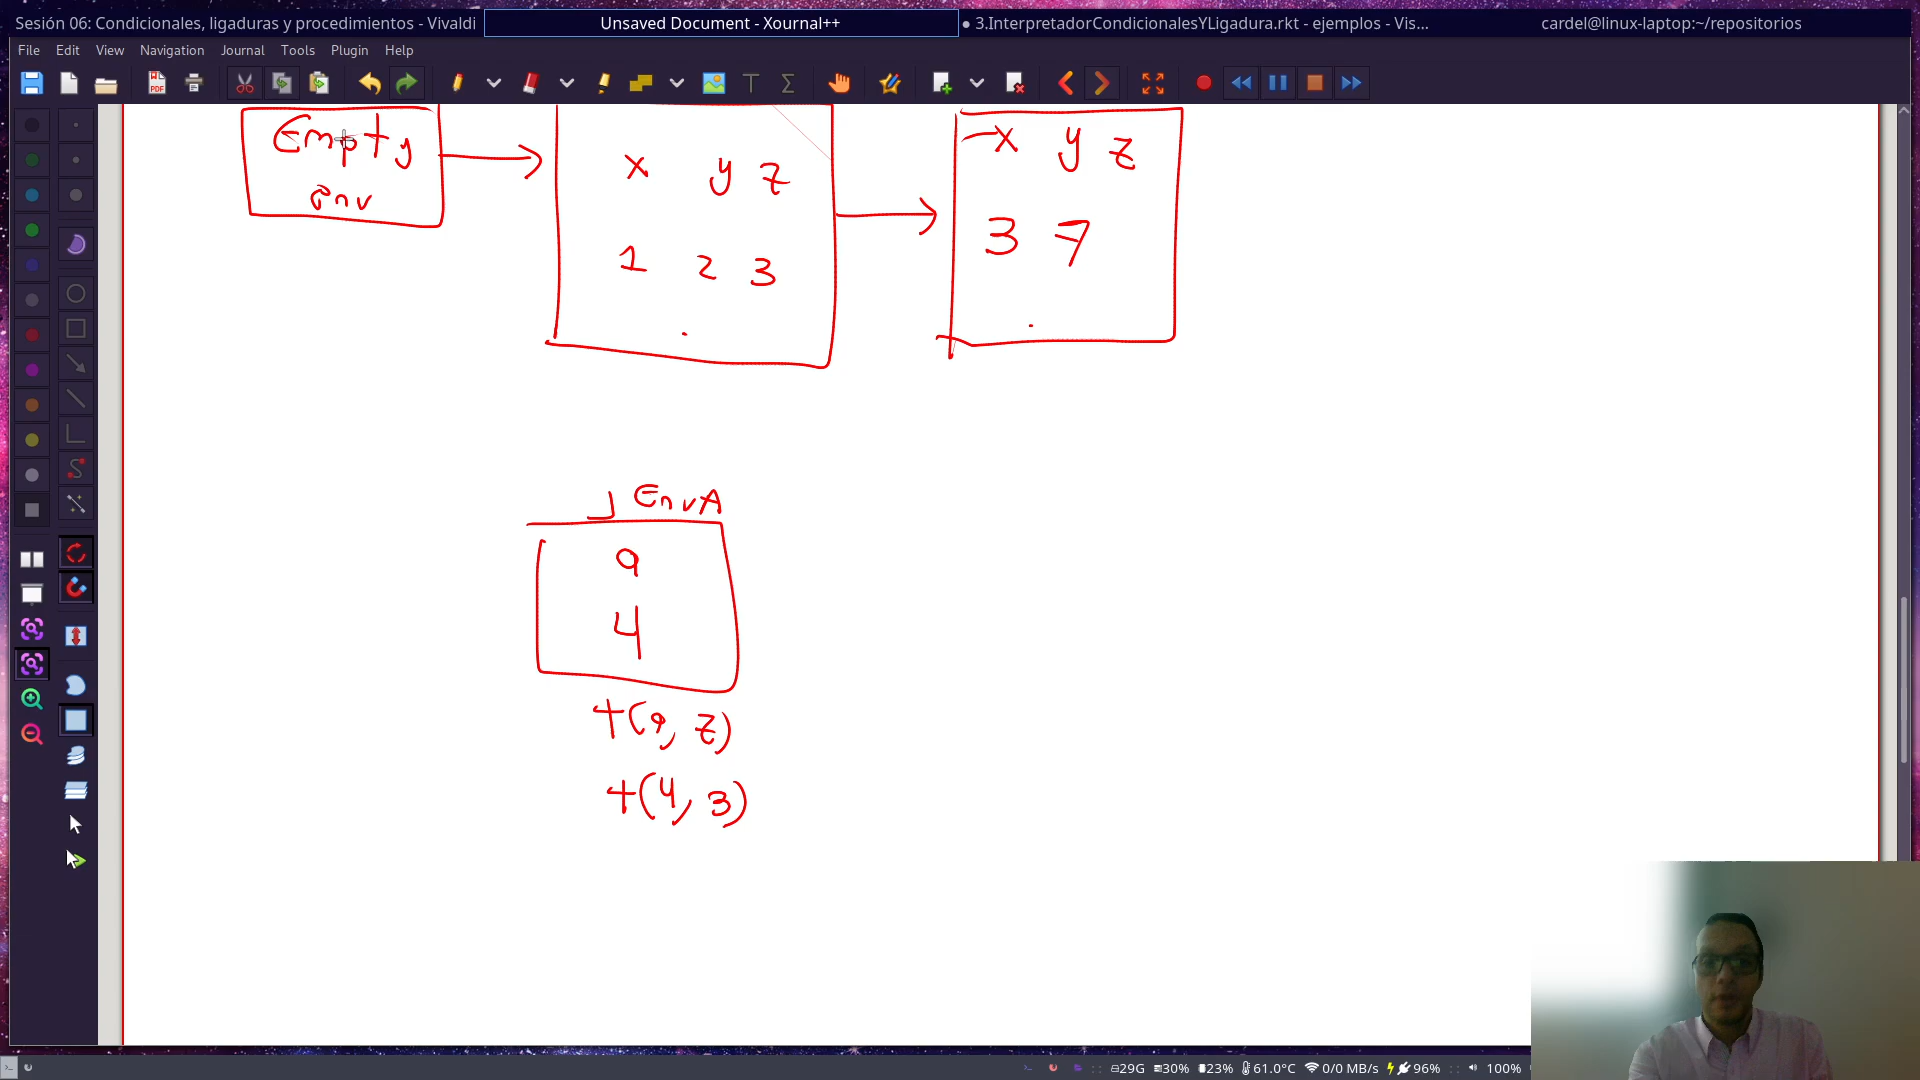 Sesión 06: Condicionales, ligaduras y procedimientos - Vivaldi
Unsaved Document - Xournal++
● 3.InterpretadorCondicionalesYLigadura.rkt - ejemplos - Vis...
cardel@linux-laptop:~/repositorios
File Edit View Navigation Journal Tools Plugin Help
Empty
env
x y z
1 2 3
x y z
3 7
EnvA
a
4
+(a, z)
+(4, 3)
29G 30% 23% 61.0°C 0/0 MB/s 96% 100%